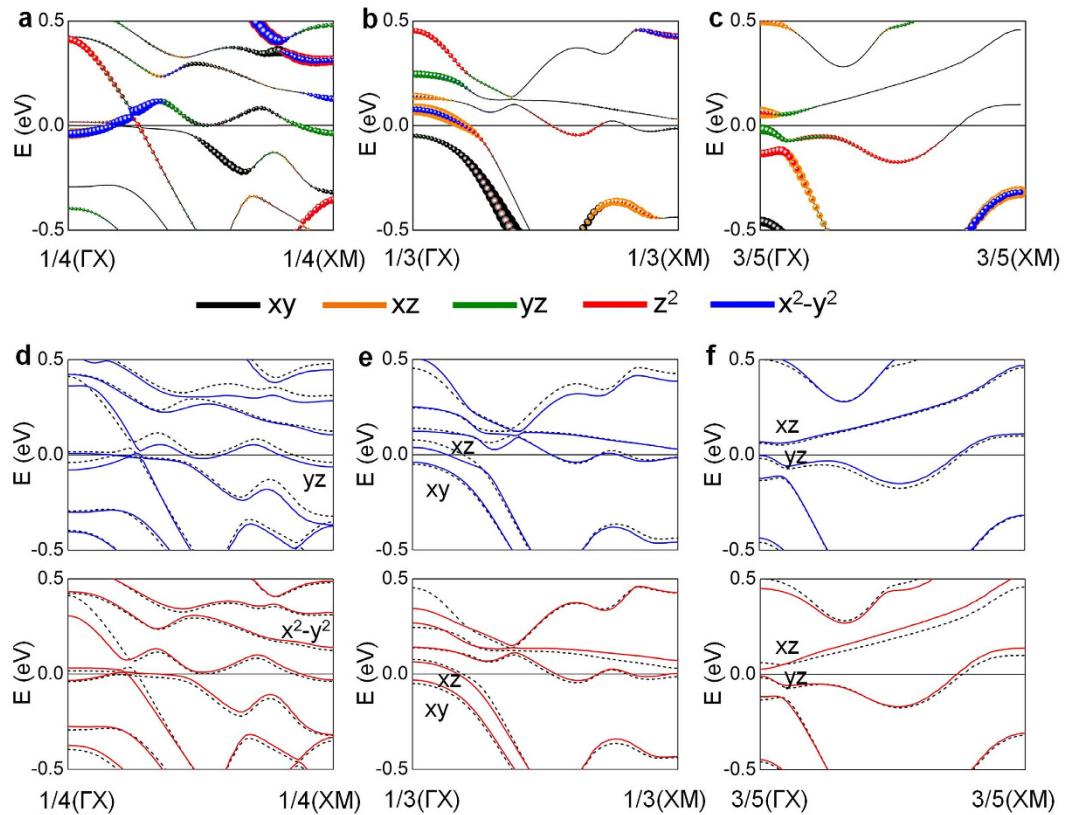 a
b
c
0.5
0.0
-0.5
E (eV)
1/4(ΓX)
1/4(XM)
0.5
0.0
-0.5
E (eV)
1/3(ΓX)
1/3(XM)
0.5
0.0
-0.5
E (eV)
3/5(ΓX)
3/5(XM)
xy
xz
yz
z²
x²-y²
d
e
f
0.5
0.0
-0.5
E (eV)
yz
0.5
0.0
-0.5
E (eV)
xz
xy
0.5
0.0
-0.5
E (eV)
xz
yz
0.5
0.0
-0.5
E (eV)
x²-y²
1/4(ΓX)
1/4(XM)
0.5
0.0
-0.5
E (eV)
xz
xy
1/3(ΓX)
1/3(XM)
0.5
0.0
-0.5
E (eV)
xz
yz
3/5(ΓX)
3/5(XM)